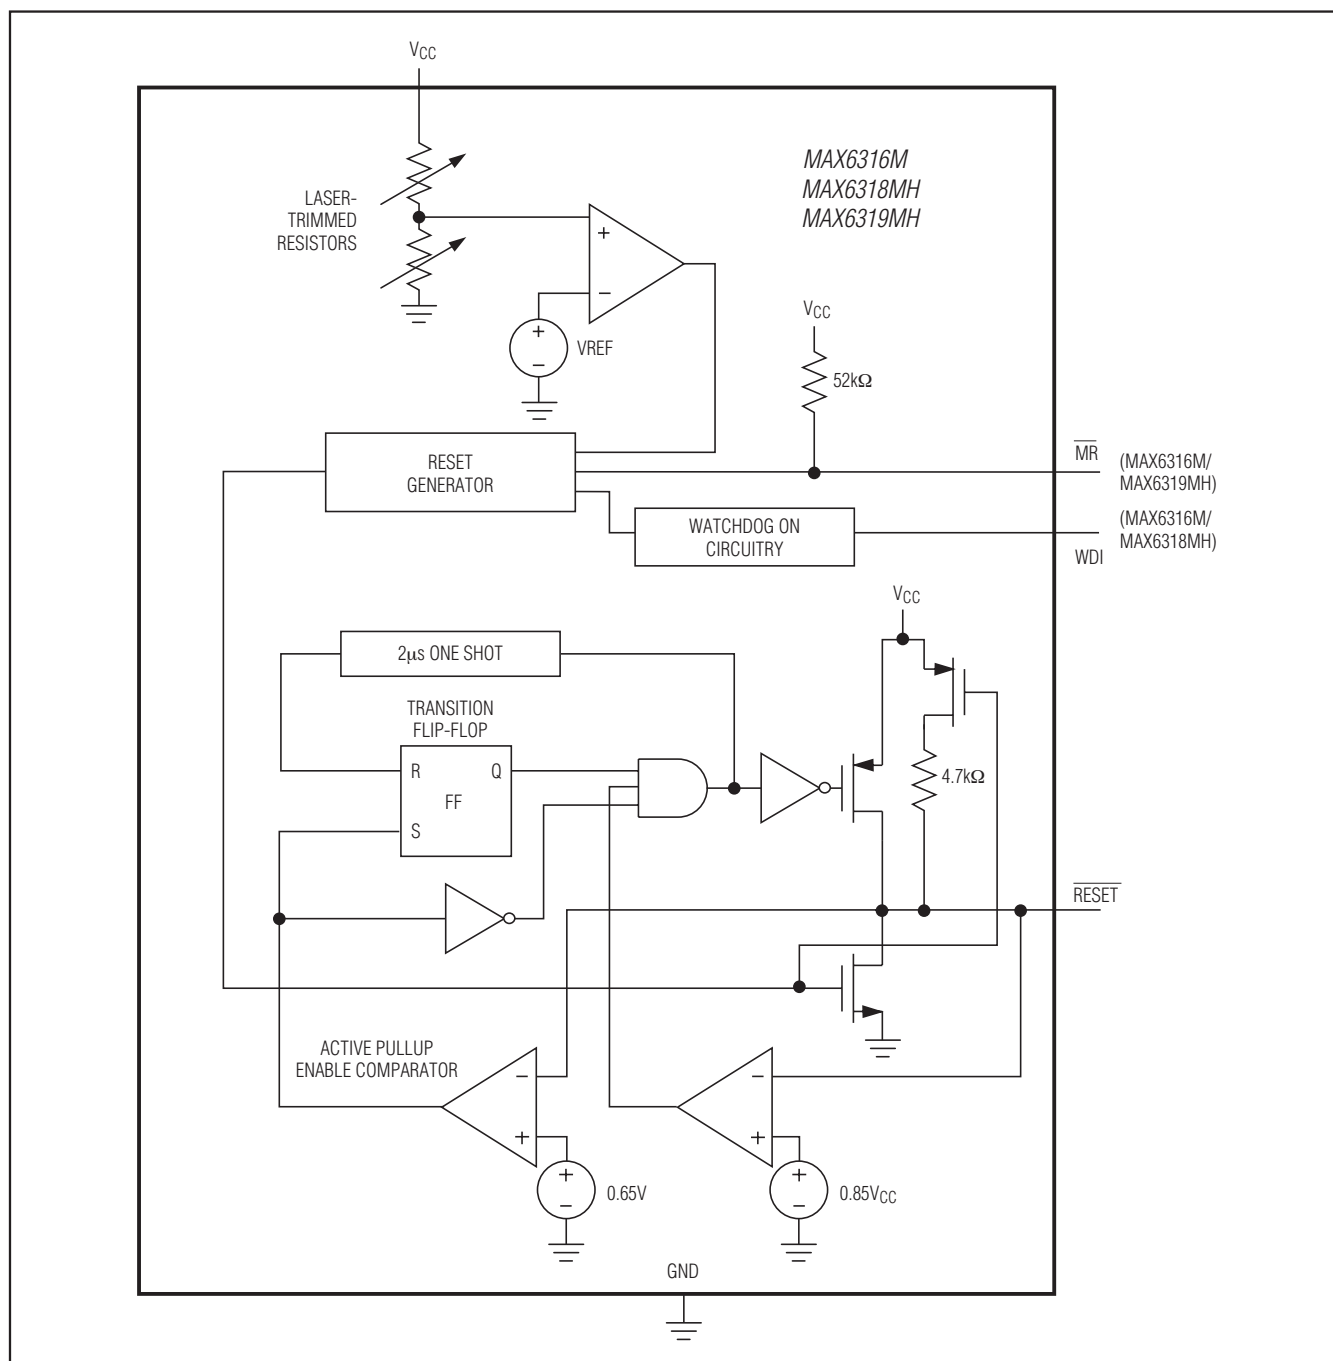 VCC
MAX6316M
MAX6318MH
MAX6319MH
LASER-
TRIMMED
RESISTORS
+
−
+
−
VREF
VCC
52kΩ
RESET
GENERATOR
MR
(MAX6316M/
MAX6319MH)
WATCHDOG ON
CIRCUITRY
(MAX6316M/
MAX6318MH)
WDI
VCC
2μs ONE SHOT
TRANSITION
FLIP-FLOP
R
Q
FF
S
4.7kΩ
RESET
ACTIVE PULLUP
ENABLE COMPARATOR
−
+
−
+
+
−
0.65V
+
−
0.85VCC
GND